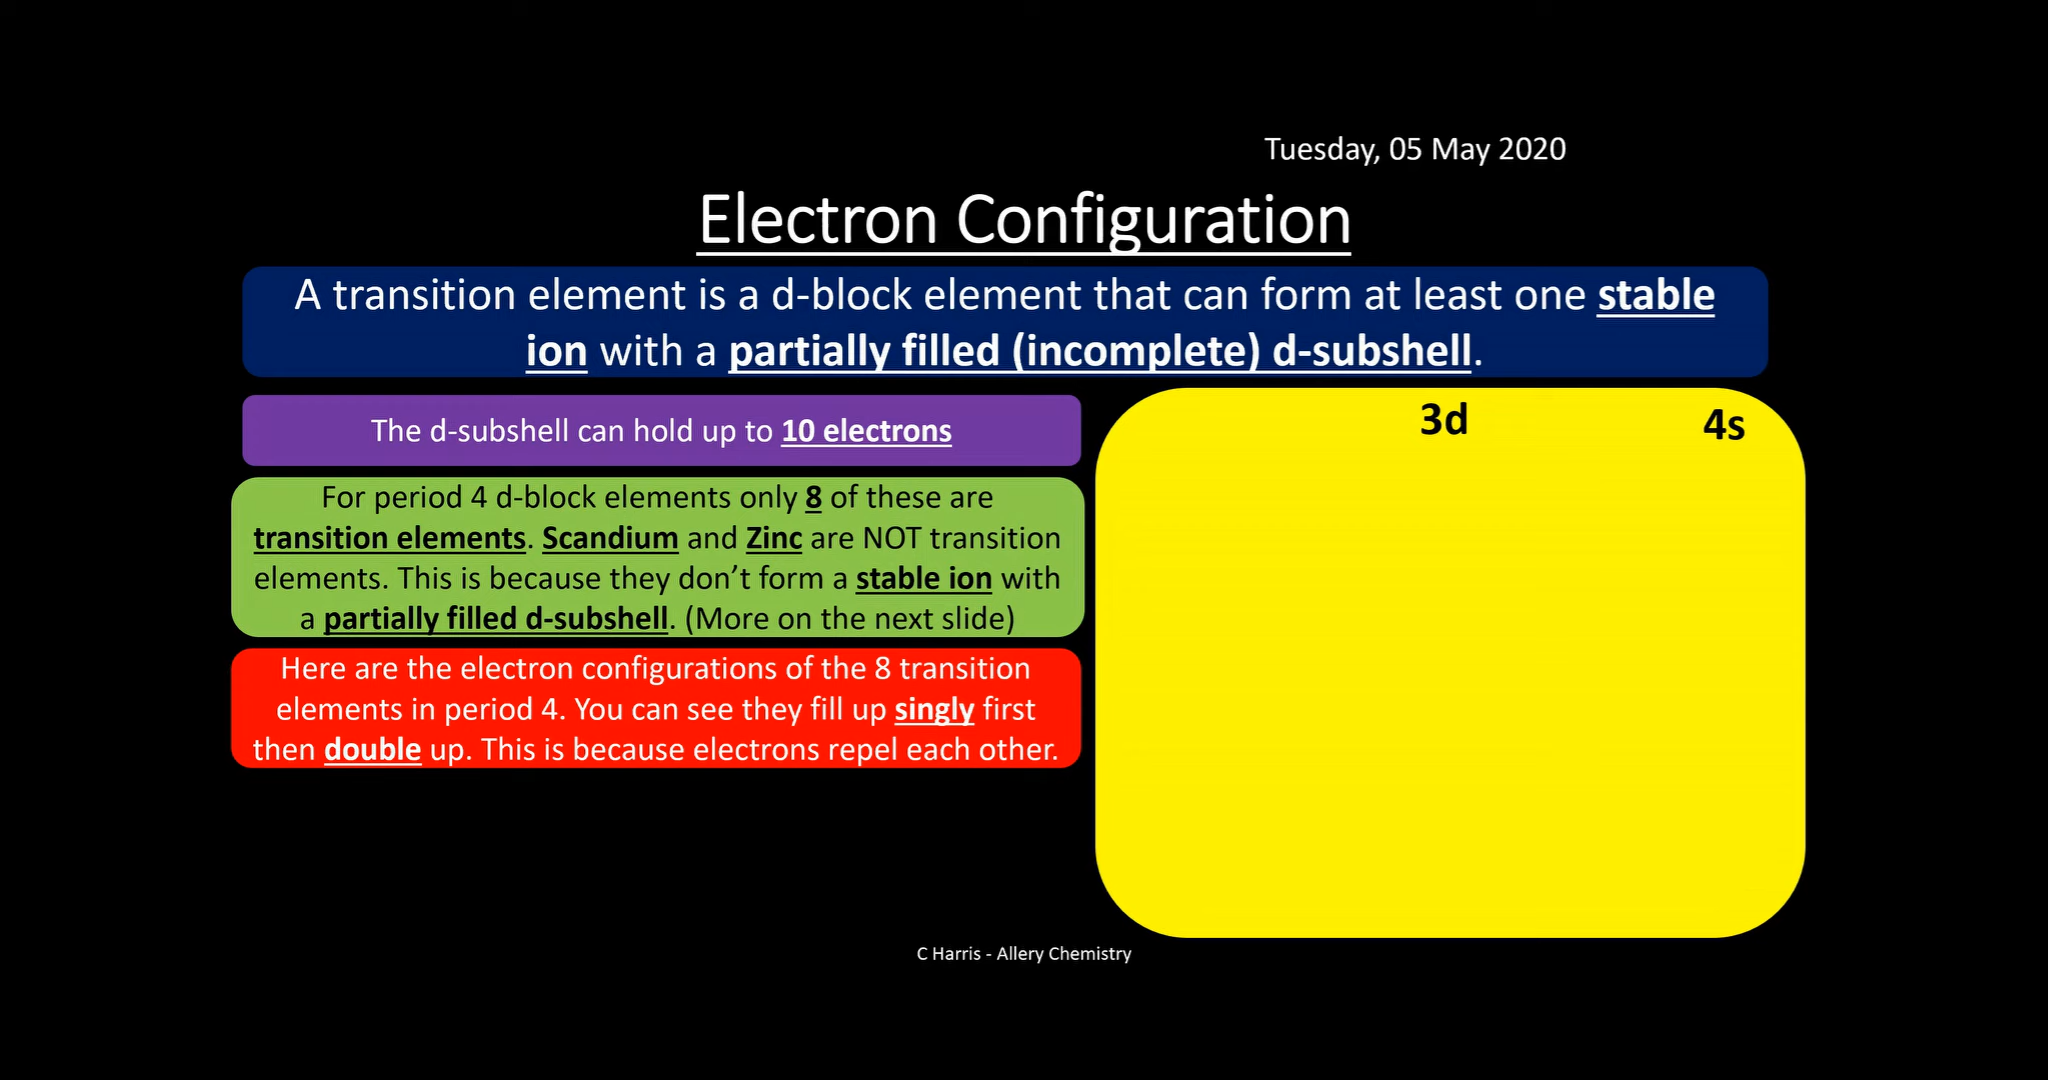 Tuesday, 05 May 2020
Electron Configuration
A transition element is a d-block element that can form at least one stable
ion with a partially filled (incomplete) d-subshell.
The d-subshell can hold up to 10 electrons
For period 4 d-block elements only 8 of these are
transition elements. Scandium and Zinc are NOT transition
elements. This is because they don’t form a stable ion with
a partially filled d-subshell. (More on the next slide)
Here are the electron configurations of the 8 transition
elements in period 4. You can see they fill up singly first
then double up. This is because electrons repel each other.
3d 4s
C Harris - Allery Chemistry